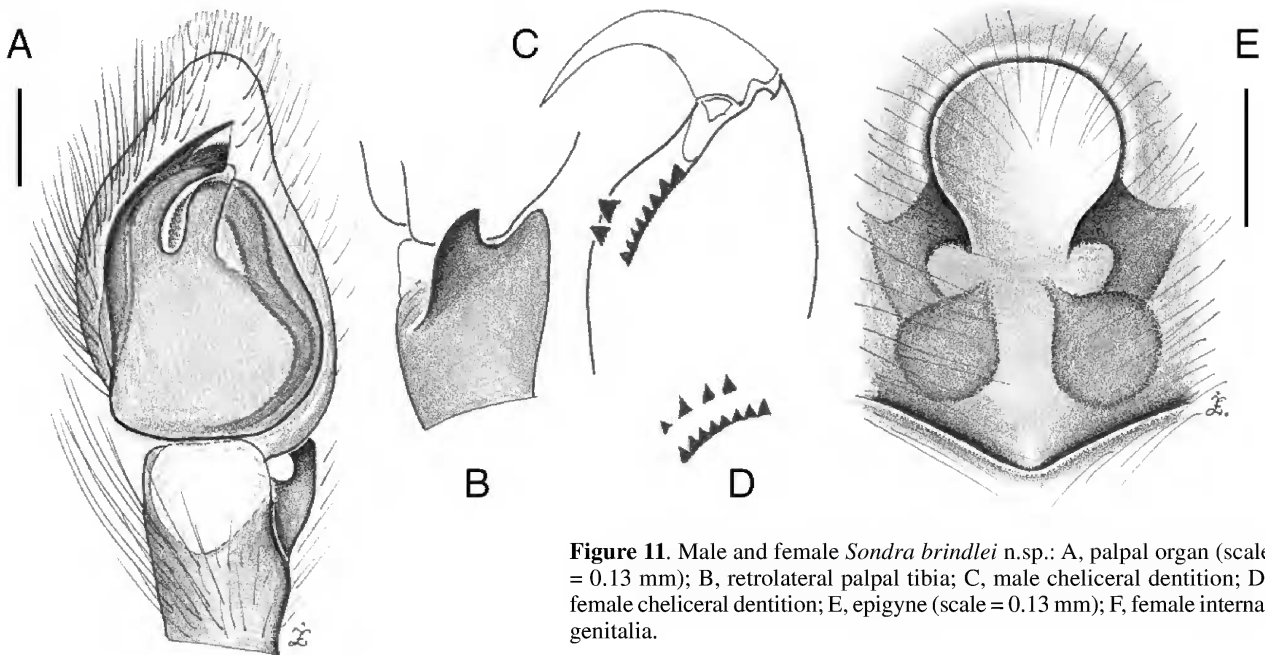 A
C
E
B
D
Figure 11. Male and female Sondra brindlei n.sp.: A, palpal organ (scale
= 0.13 mm); B, retrolateral palpal tibia; C, male cheliceral dentition; D
female cheliceral dentition; E, epigyne (scale = 0.13 mm); F, female interna
genitalia.